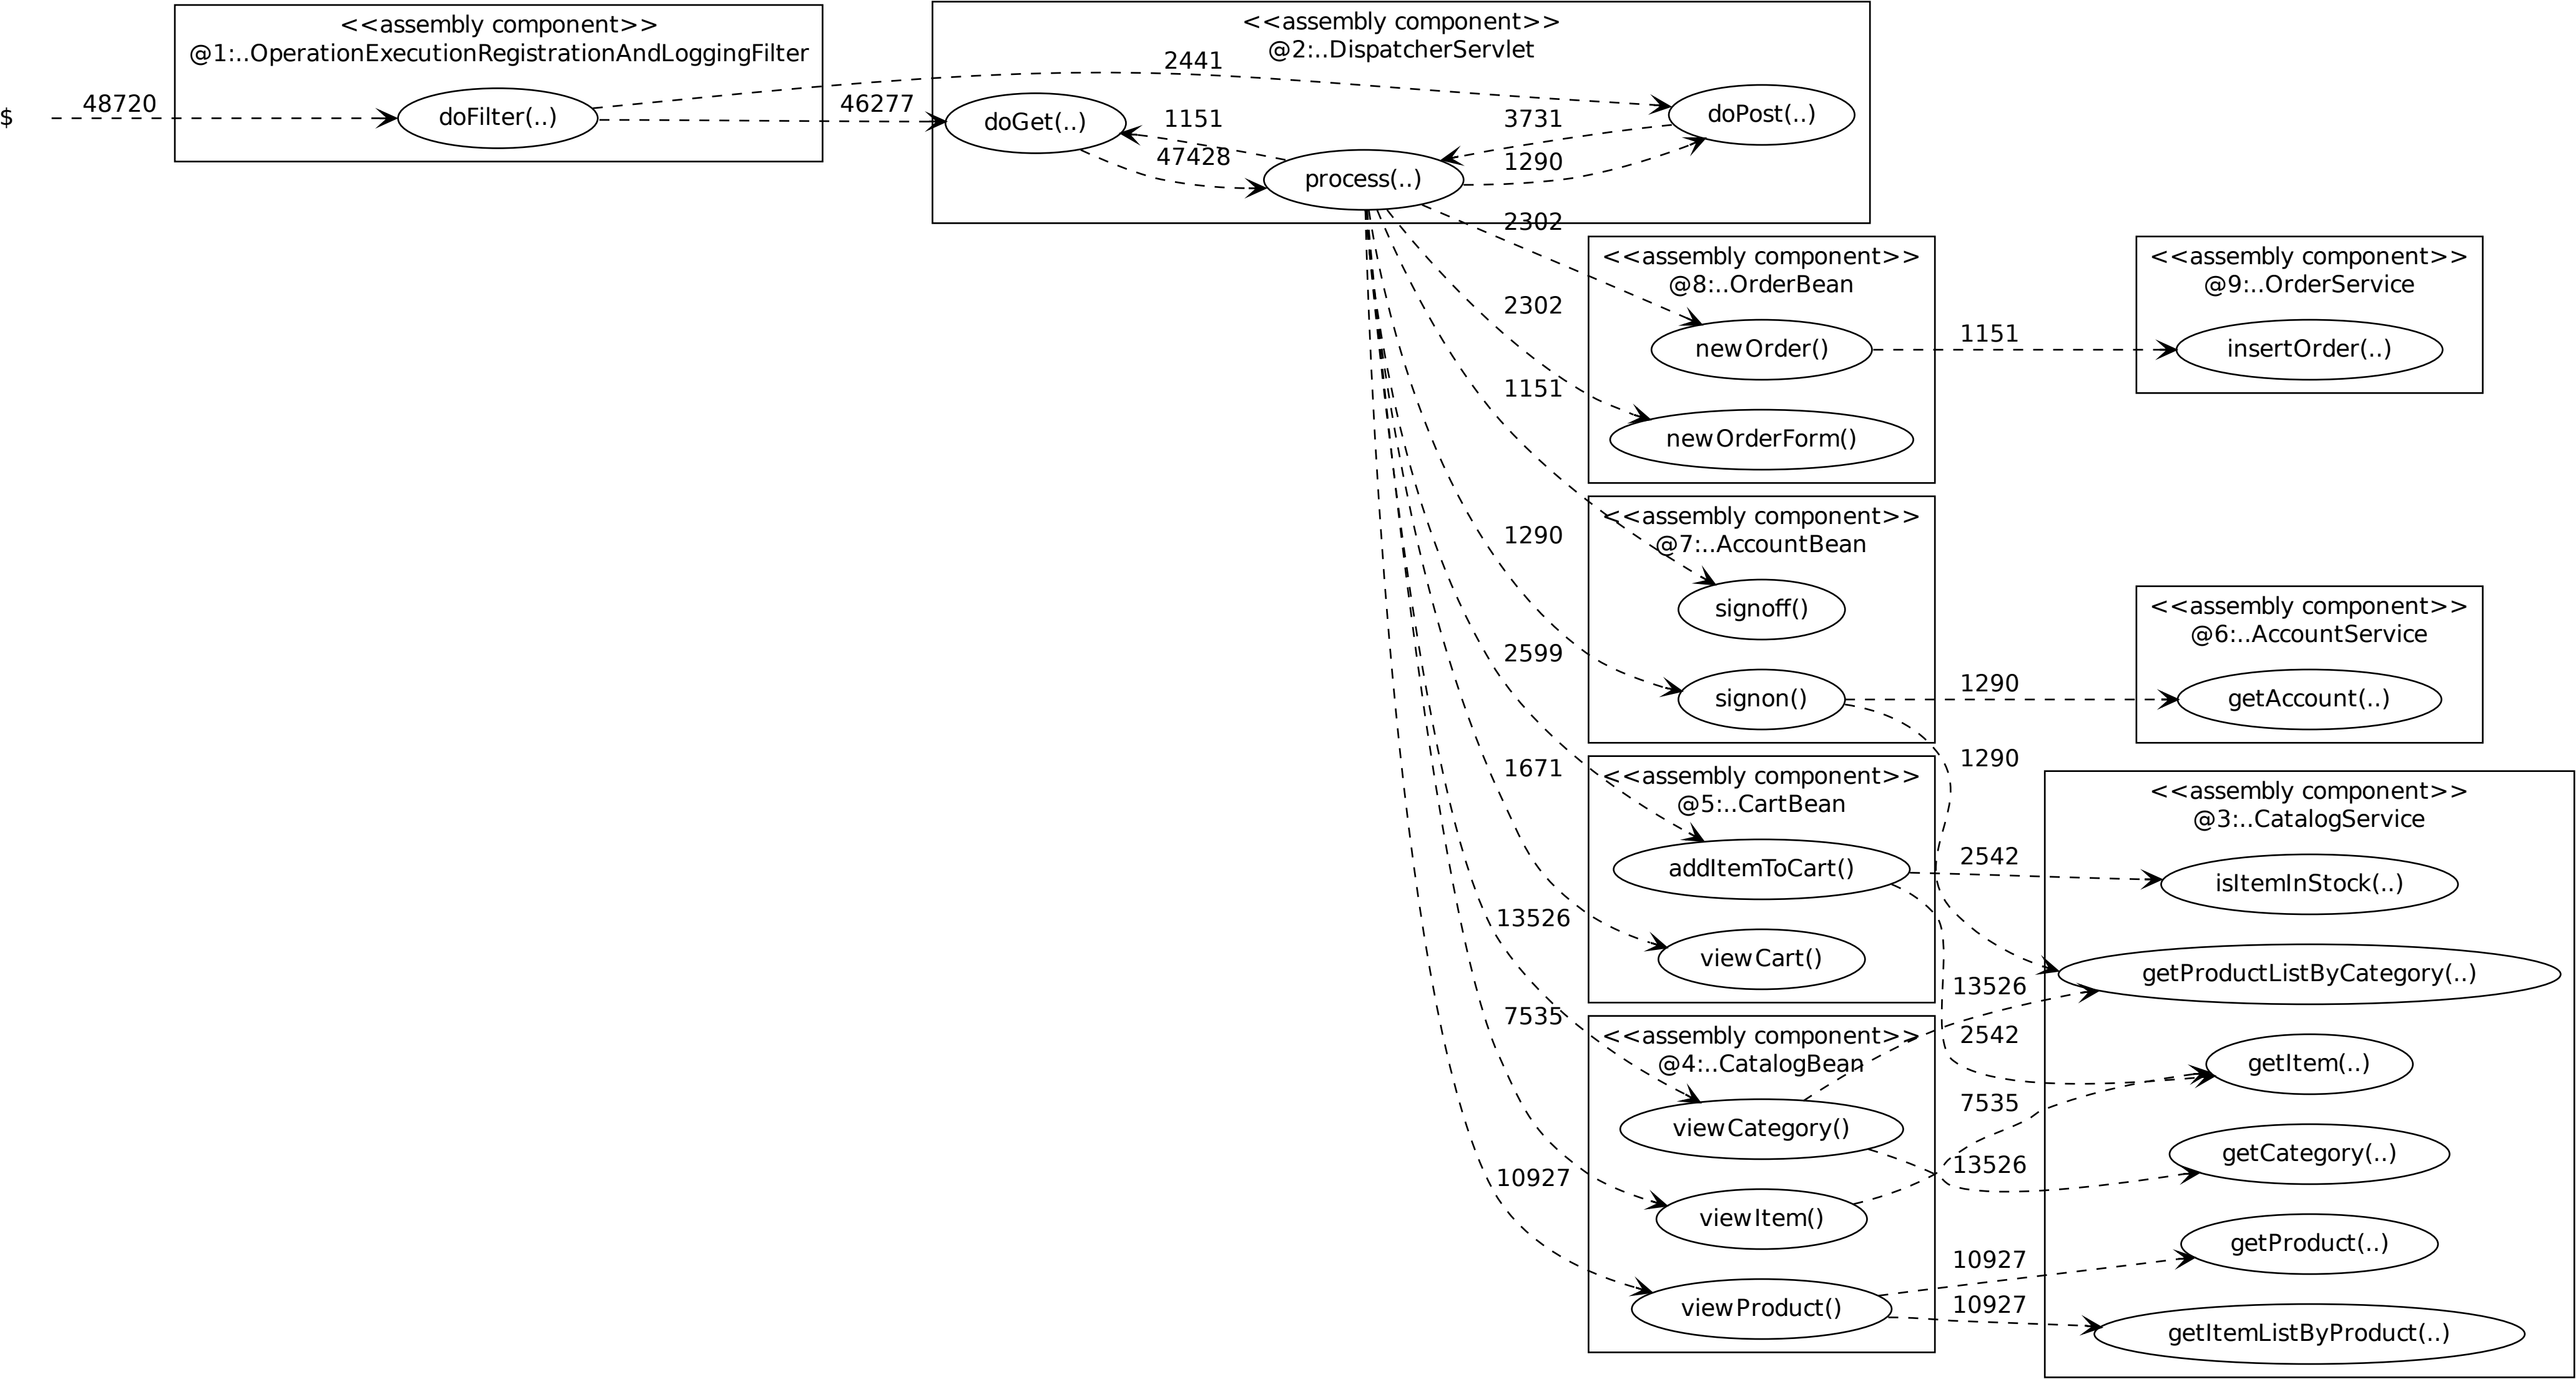 $
48720
<<assembly component>>
@1:..OperationExecutionRegistrationAndLoggingFilter
doFilter(..)
2441
46277
<<assembly component>>
@2:..DispatcherServlet
doGet(..)
1151
47428
process(..)
3731
1290
doPost(..)
2302
2302
1151
1290
2599
1671
13526
7535
10927
<<assembly component>>
@8:..OrderBean
newOrder()
newOrderForm()
1151
<<assembly component>>
@9:..OrderService
insertOrder(..)
<<assembly component>>
@7:..AccountBean
signoff()
signon()
1290
1290
<<assembly component>>
@6:..AccountService
getAccount(..)
<<assembly component>>
@5:..CartBean
addItemToCart()
viewCart()
2542
13526
2542
7535
13526
10927
10927
<<assembly component>>
@4:..CatalogBean
viewCategory()
viewItem()
viewProduct()
<<assembly component>>
@3:..CatalogService
isItemInStock(..)
getProductListByCategory(..)
getItem(..)
getCategory(..)
getProduct(..)
getItemListByProduct(..)